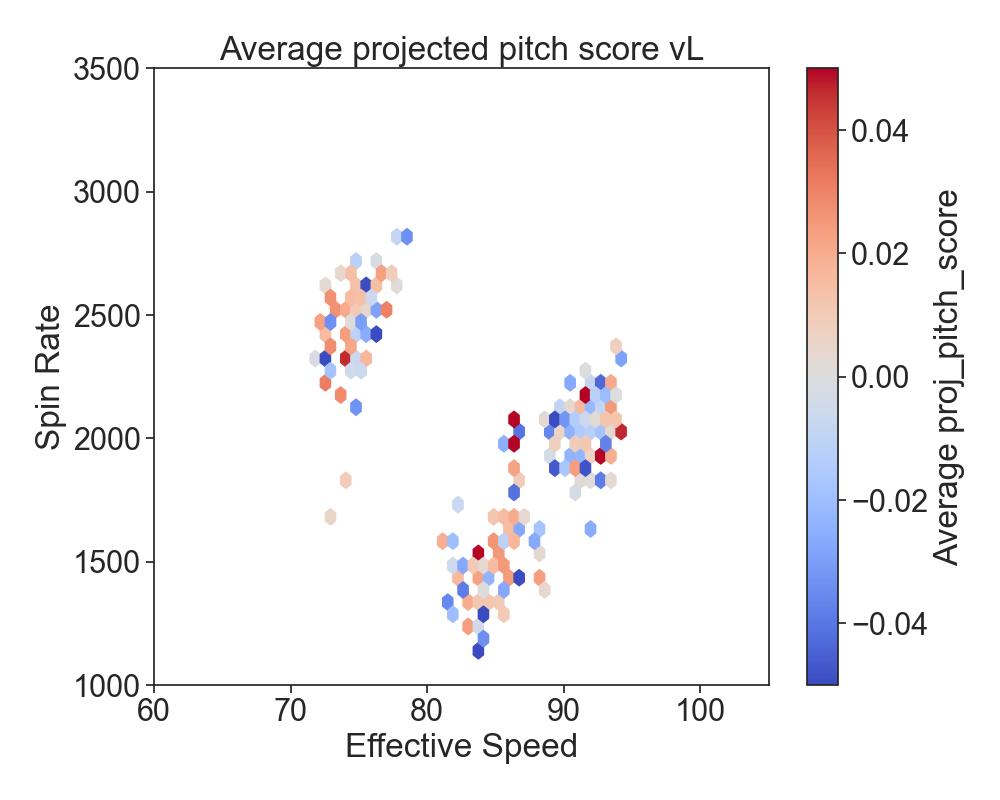 Average projected pitch score vL
3500
3000
2500
2000
1500
1000
Spin Rate
60 70 80 90 100
Effective Speed
0.04
0.02
0.00
−0.02
−0.04
Average proj_pitch_score